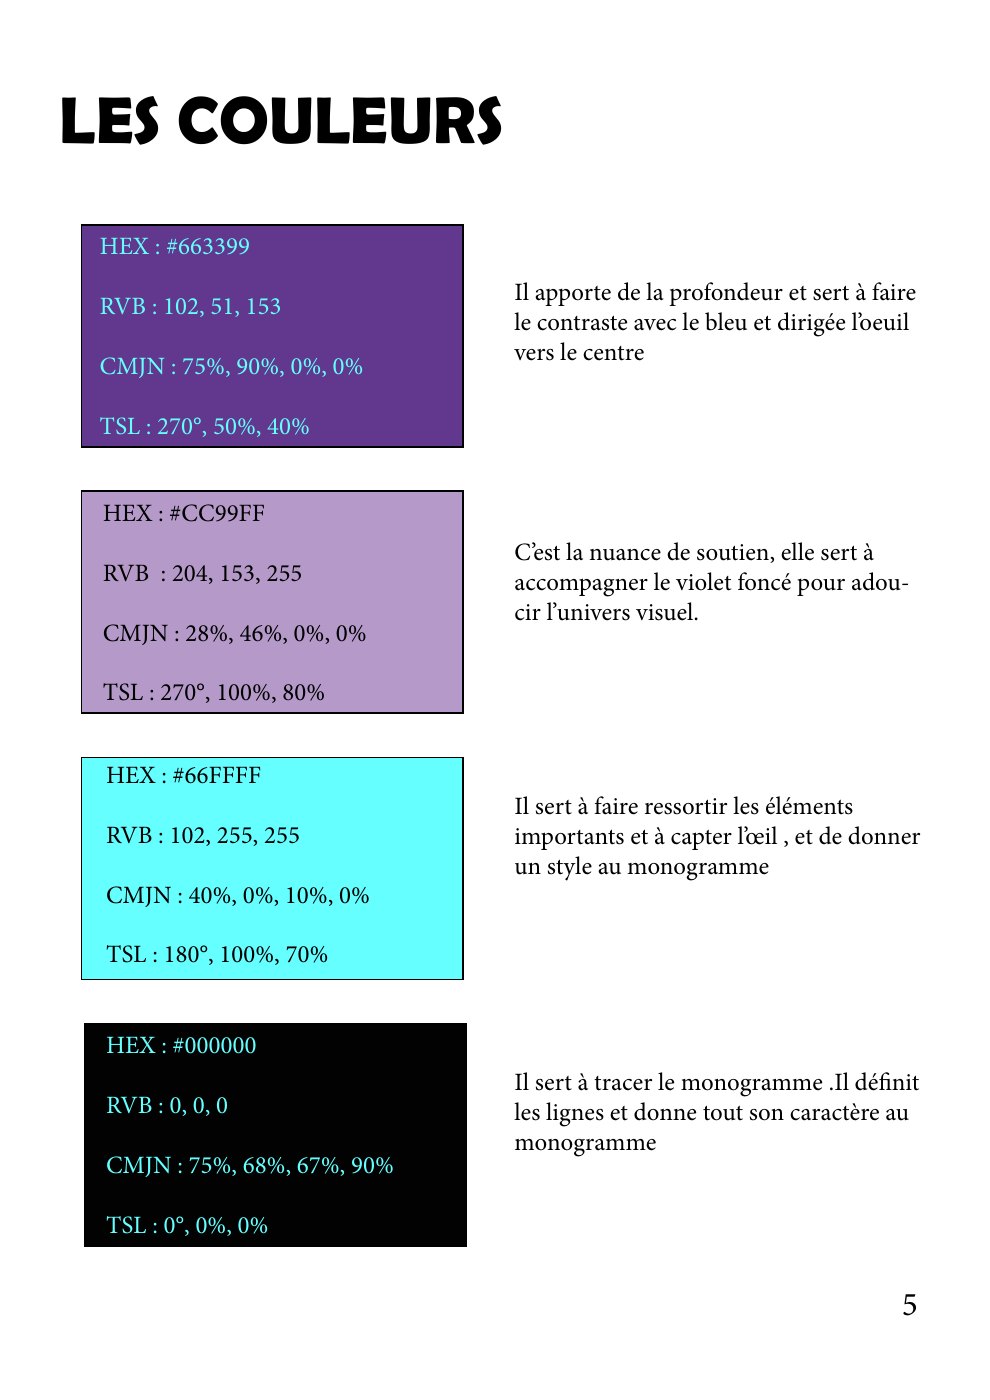 LES COULEURS
HEX : #663399
RVB : 102, 51, 153
CMJN : 75%, 90%, 0%, 0%
TSL : 270°, 50%, 40%
Il apporte de la profondeur et sert à faire
le contraste avec le bleu et dirigée l’oeuil
vers le centre
HEX : #CC99FF
RVB  : 204, 153, 255
CMJN : 28%, 46%, 0%, 0%
TSL : 270°, 100%, 80%
C’est la nuance de soutien, elle sert à
accompagner le violet foncé pour adou-
cir l’univers visuel.
HEX : #66FFFF
RVB : 102, 255, 255
CMJN : 40%, 0%, 10%, 0%
TSL : 180°, 100%, 70%
Il sert à faire ressortir les éléments
importants et à capter l’œil , et de donner
un style au monogramme
HEX : #000000
RVB : 0, 0, 0
CMJN : 75%, 68%, 67%, 90%
TSL : 0°, 0%, 0%
Il sert à tracer le monogramme .Il définit
les lignes et donne tout son caractère au
monogramme
5